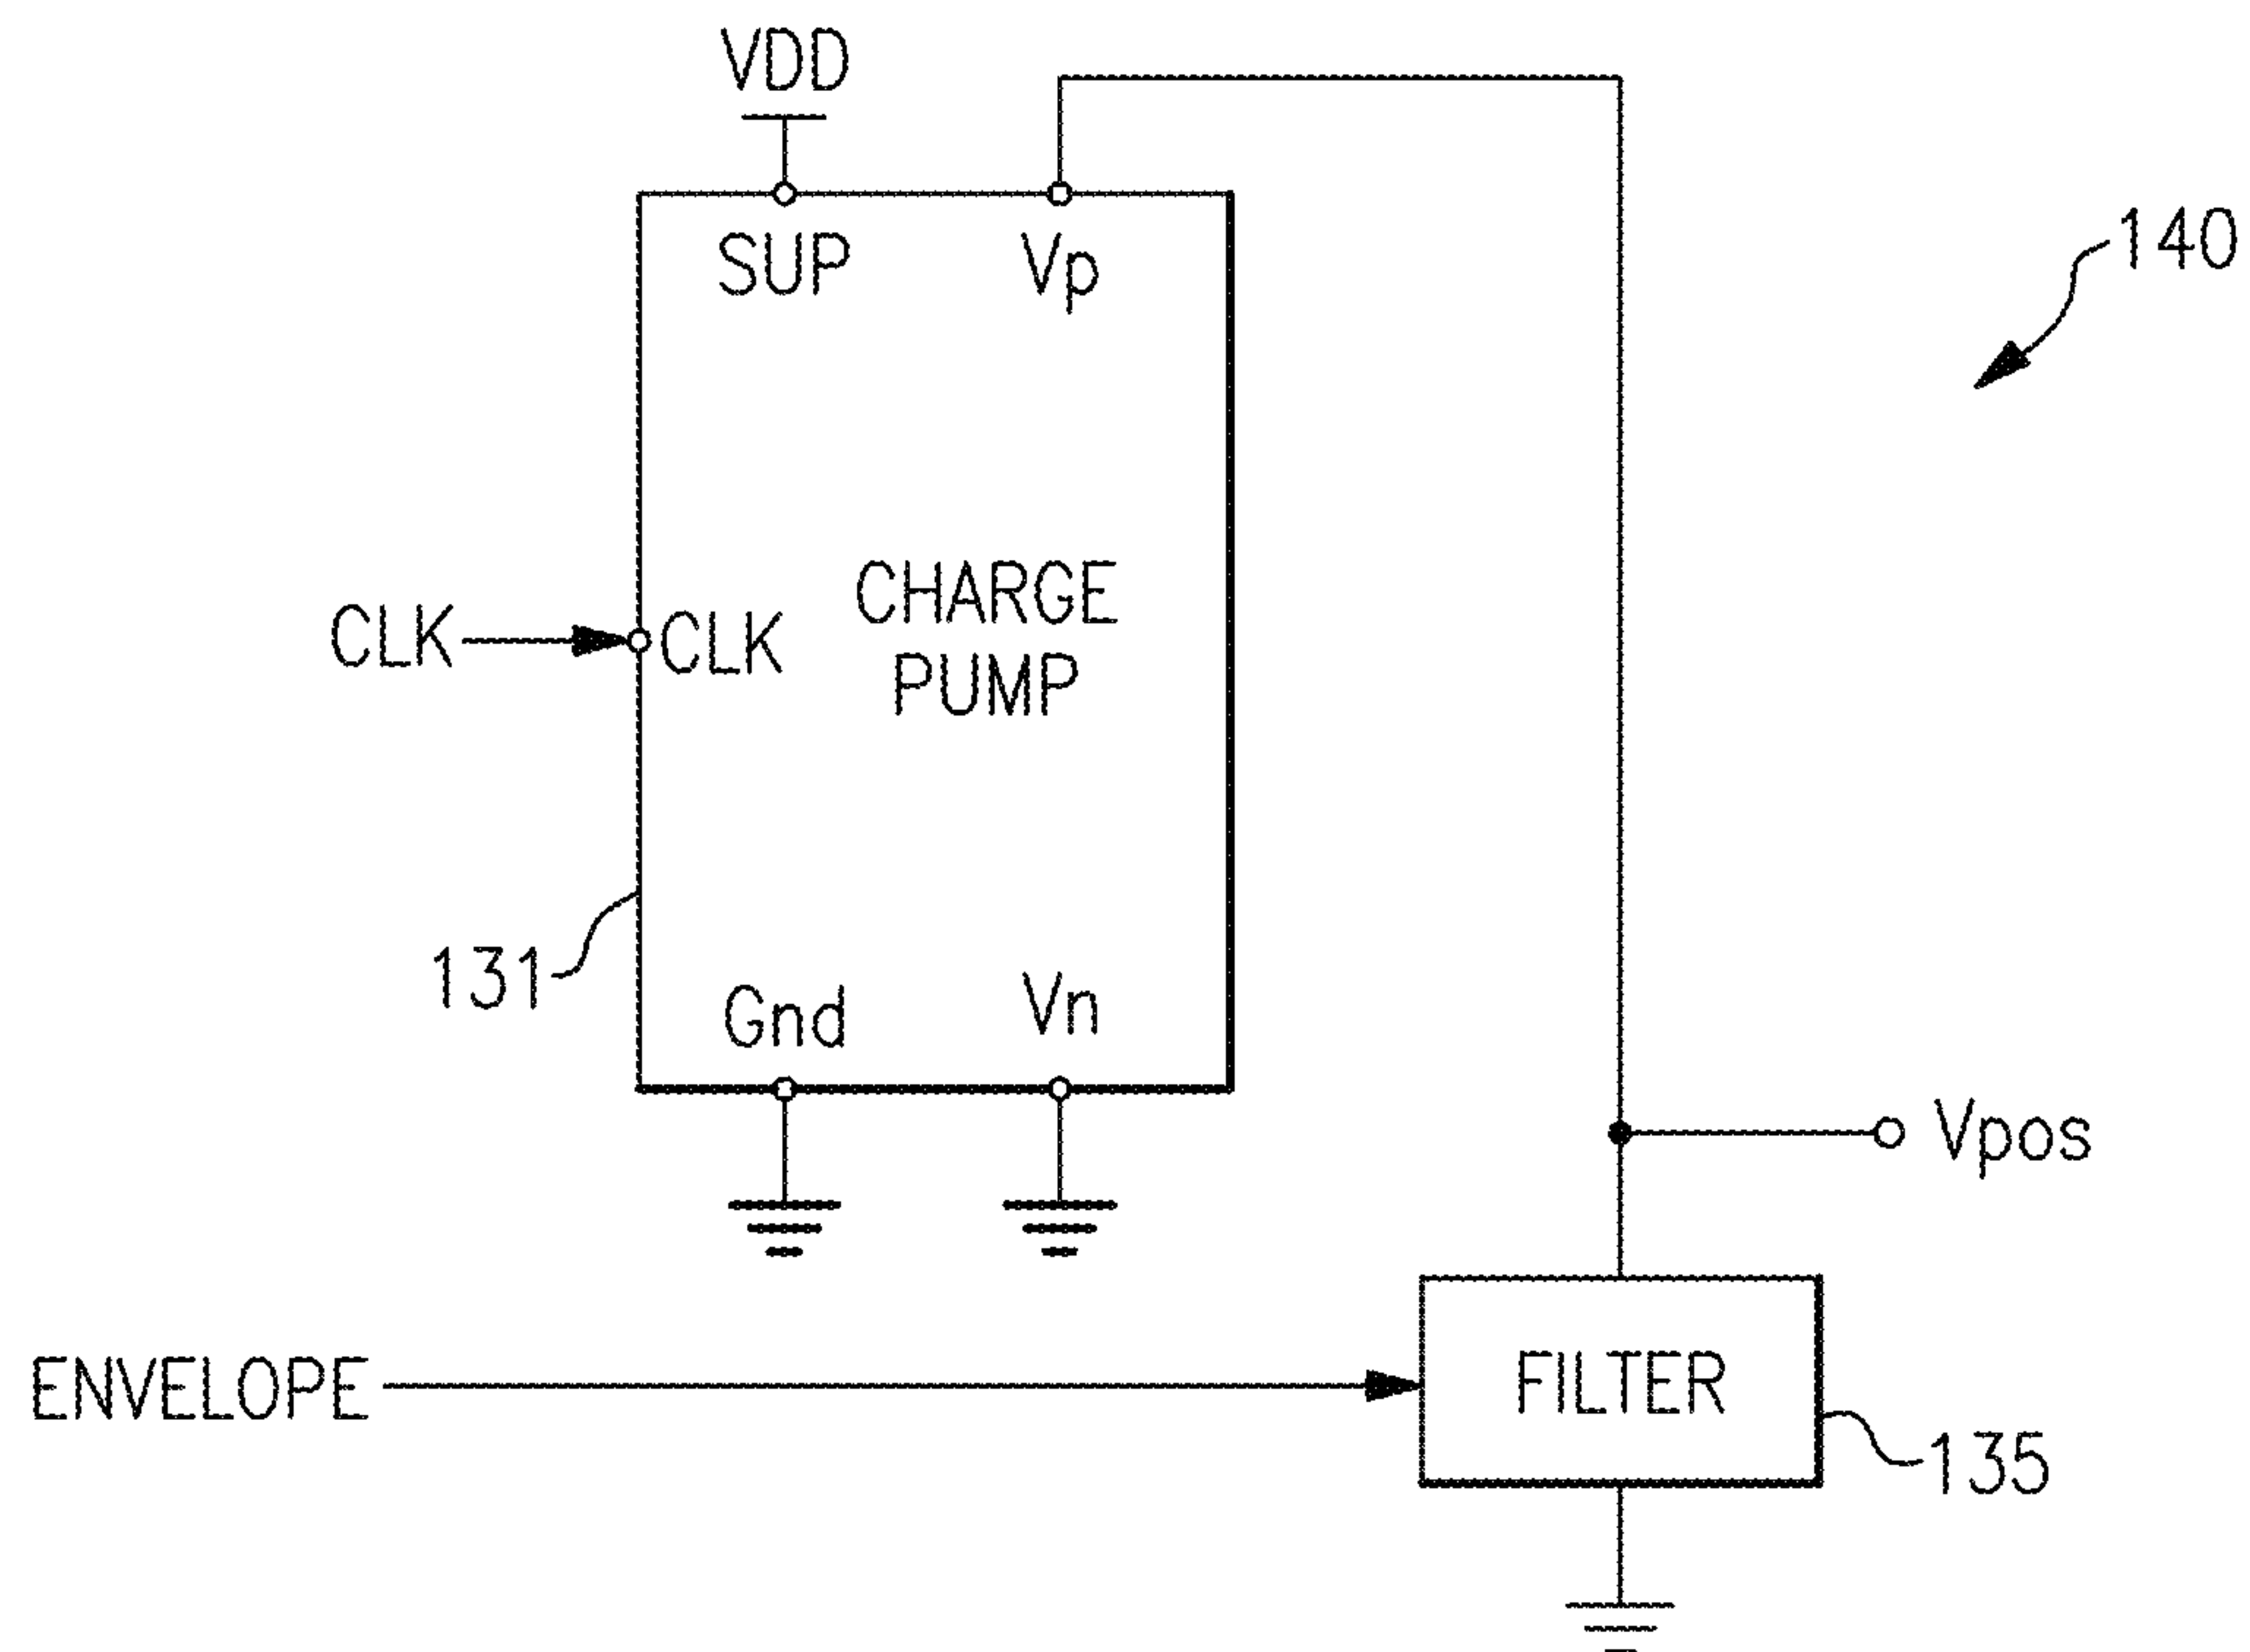 VDD
SUP
Vp
140
CLK
CLK
CHARGE
PUMP
131
Gnd
Vn
Vpos
ENVELOPE
FILTER
135